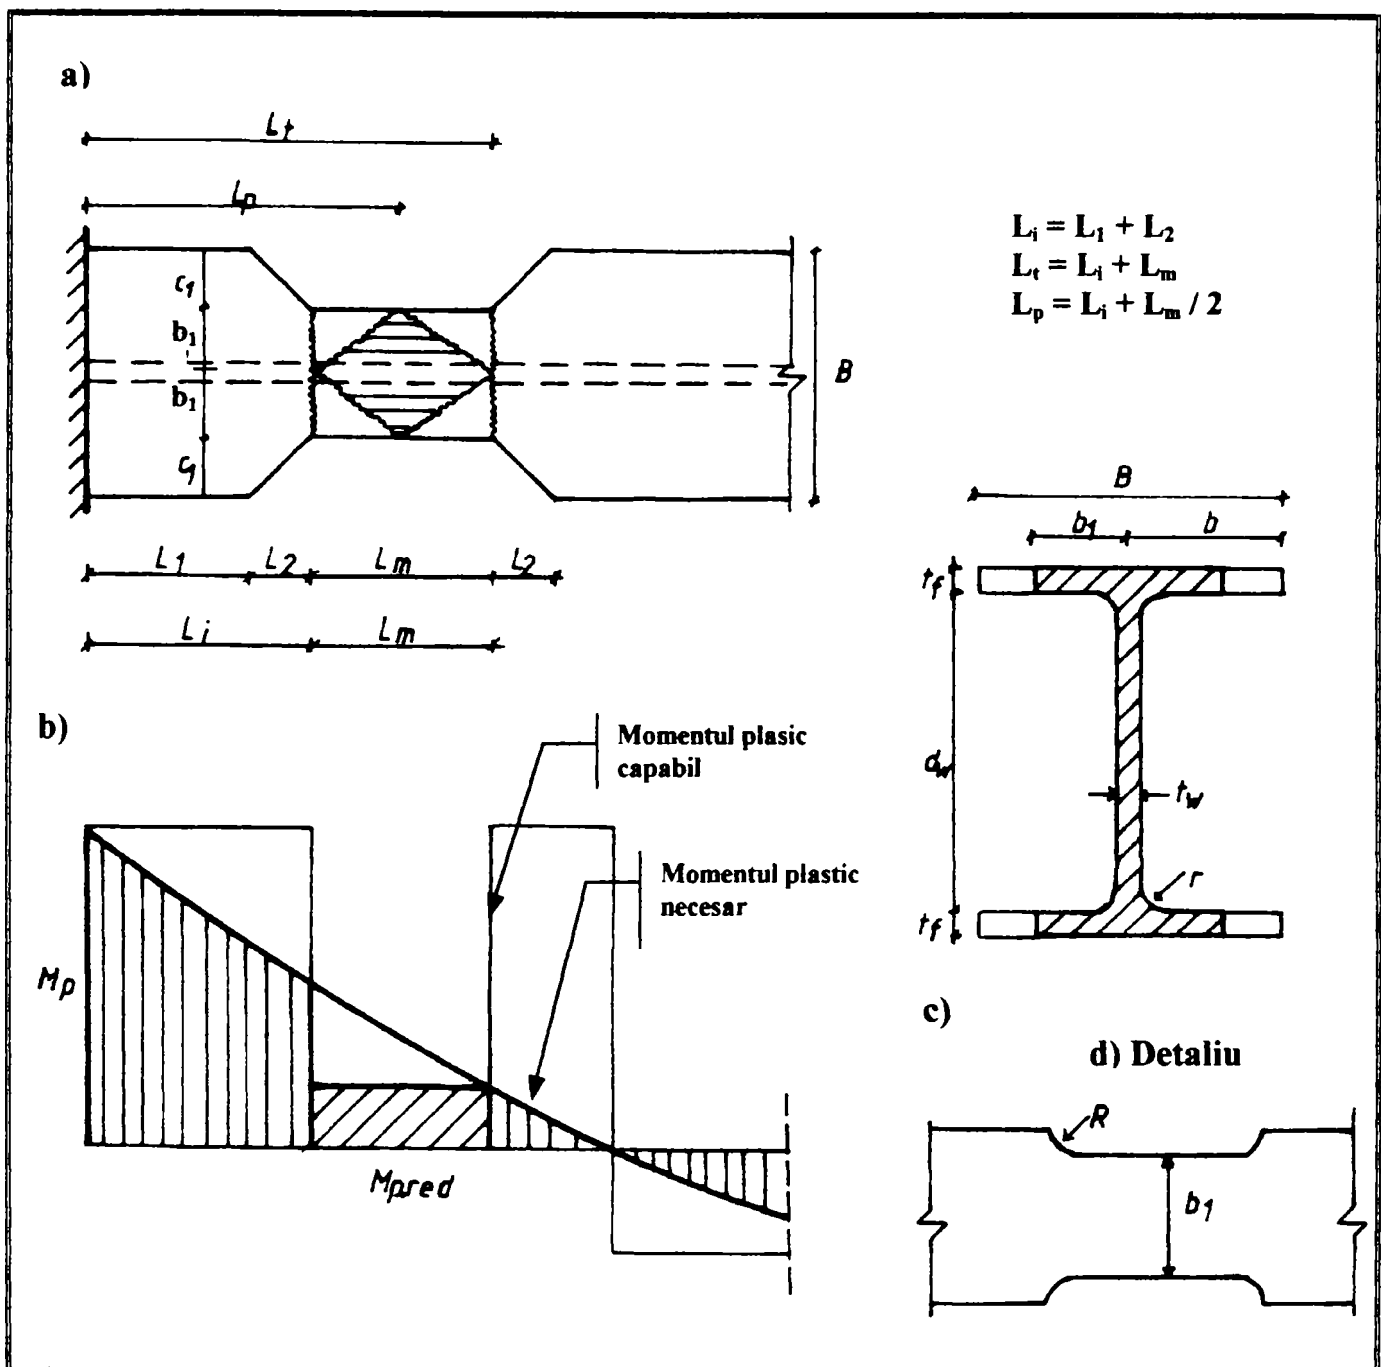 a)
Lt
Lp
c1
b1
b1
c1
B
L1 L2 Lm L2
Li Lm
Li = L1 + L2
Lt = Li + Lm
Lp = Li + Lm / 2
b)
Momentul plasic
capabil
Momentul plastic
necesar
Mp
Mpred
B
b1 b
tf
dw
tw
r
tf
c)
d) Detaliu
R
b1